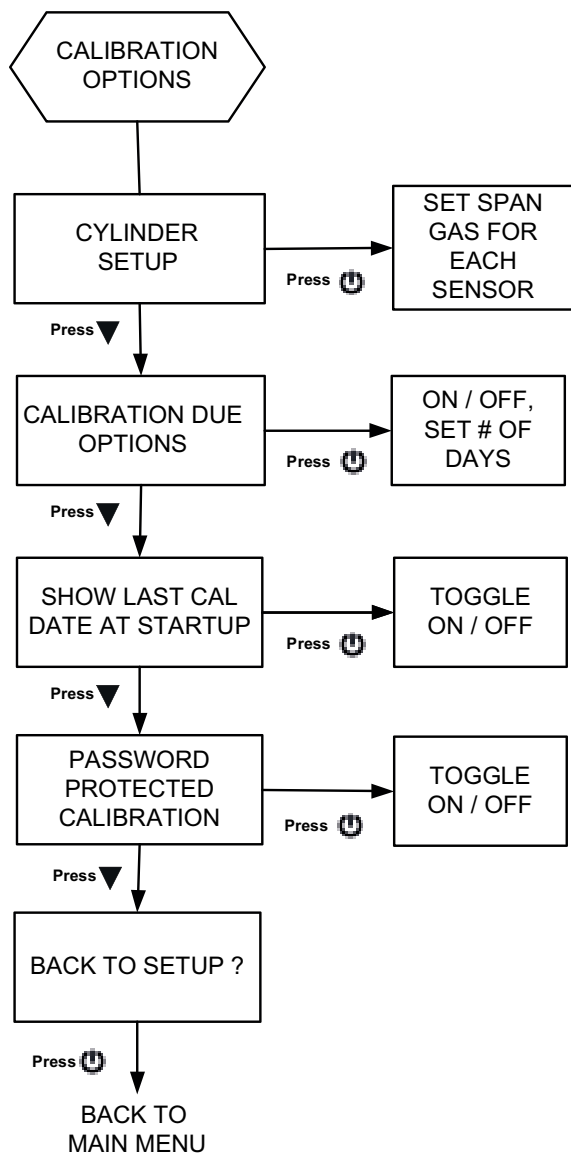 CALIBRATION
OPTIONS
CYLINDER
SETUP
Press
SET SPAN
GAS FOR
EACH
SENSOR
Press
CALIBRATION DUE
OPTIONS
Press
ON / OFF,
SET # OF
DAYS
Press
SHOW LAST CAL
DATE AT STARTUP
Press
TOGGLE
ON / OFF
Press
PASSWORD
PROTECTED
CALIBRATION
Press
TOGGLE
ON / OFF
Press
BACK TO SETUP ?
Press
BACK TO
MAIN MENU